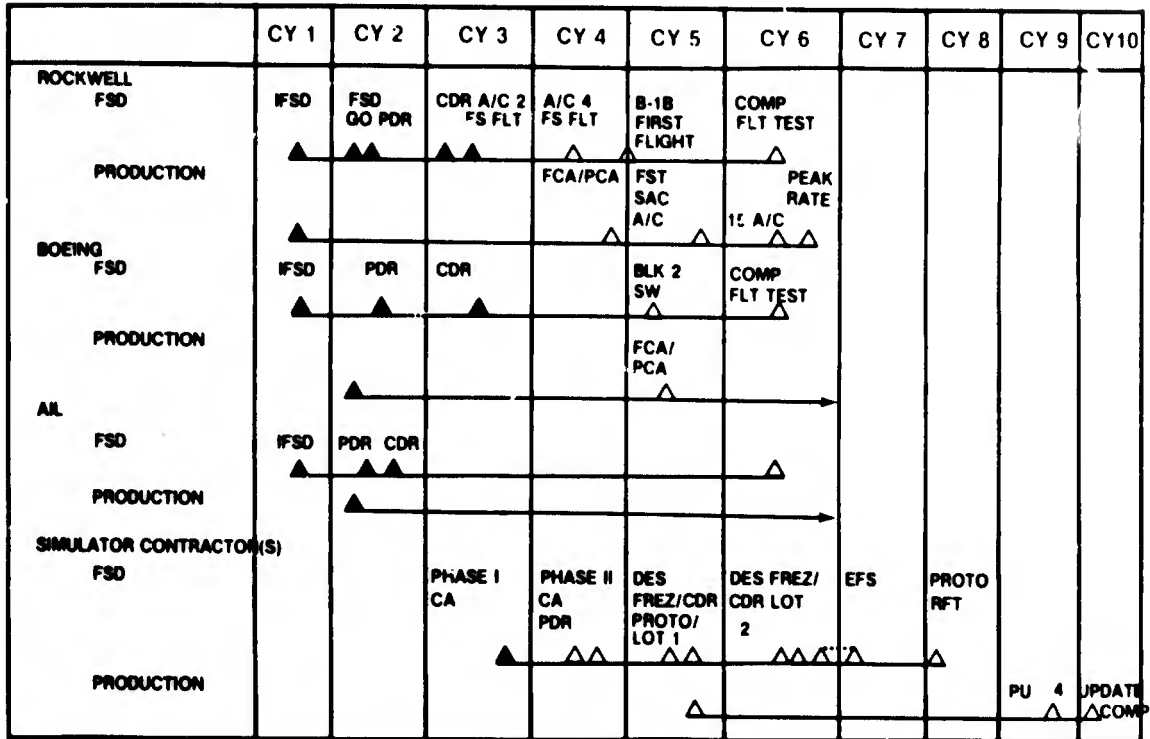 CY 1 CY 2 CY 3 CY 4 CY 5 CY 6 CY 7 CY 8 CY 9 CY10
ROCKWELL
FSD IFSD FSD CDR A/C 2 A/C 4 B-1B COMP
GO PDR FS FLT FS FLT FIRST FLT TEST
FLIGHT
PRODUCTION FCA/PCA FST PEAK
SAC RATE
A/C 15 A/C
BOEING
FSD IFSD PDR CDR BLK 2 COMP
SW FLT TEST
PRODUCTION FCA/
PCA
AIL
FSD IFSD PDR CDR
PRODUCTION
SIMULATOR CONTRACTOR(S)
FSD PHASE I PHASE II DES DES FREZ/ EFS PROTO
CA CA FREZ/CDR CDR LOT RFT
PDR PROTO/ 2
LOT 1
PRODUCTION PU 4 UPDATE
COMP